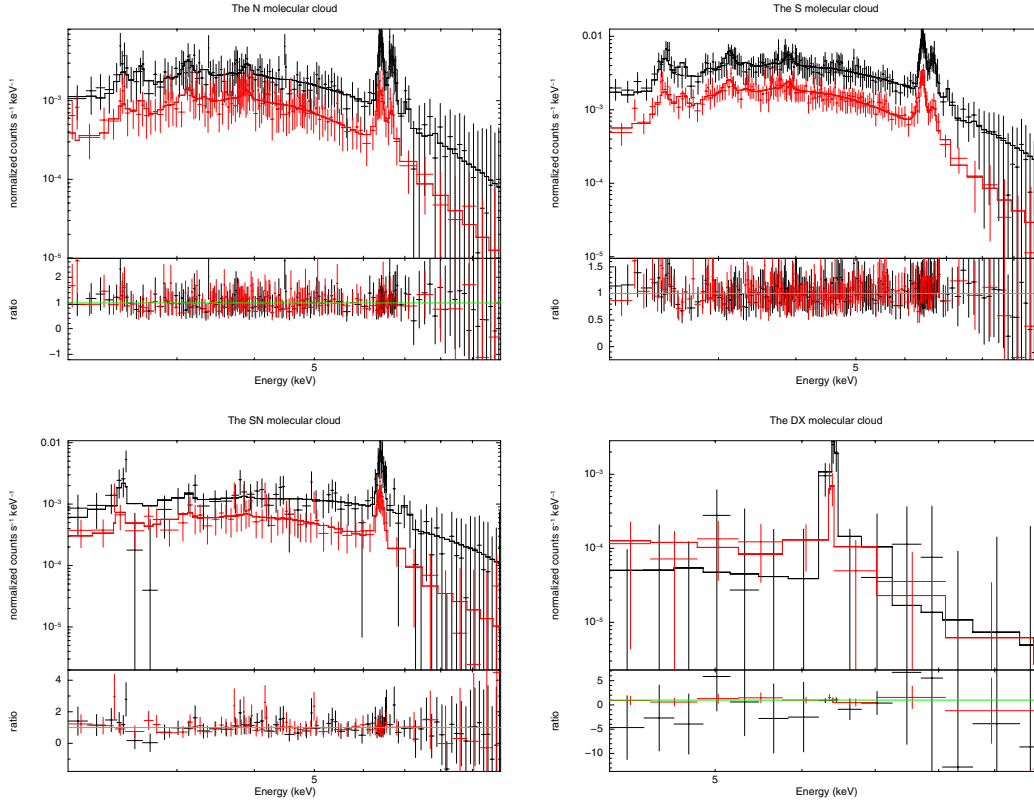 The N molecular cloud
normalized counts s⁻¹ keV⁻¹
10⁻³
10⁻⁴
10⁻⁵
ratio
2
1
0
−1
5
Energy (keV)
The S molecular cloud
normalized counts s⁻¹ keV⁻¹
0.01
10⁻³
10⁻⁴
10⁻⁵
ratio
1.5
1
0.5
0
5
Energy (keV)
The SN molecular cloud
normalized counts s⁻¹ keV⁻¹
0.01
10⁻³
10⁻⁴
10⁻⁵
ratio
4
2
0
5
Energy (keV)
The DX molecular cloud
normalized counts s⁻¹ keV⁻¹
10⁻³
10⁻⁴
10⁻⁵
ratio
5
0
−5
−10
5
Energy (keV)